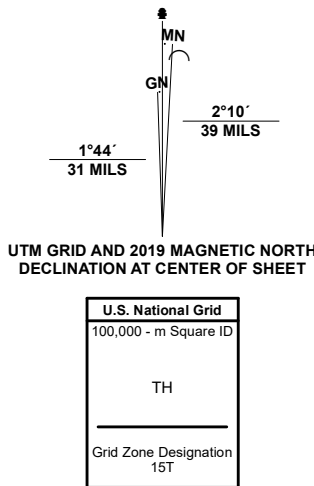 MN
GN
2°10´
39 MILS
1°44´
31 MILS
UTM GRID AND 2019 MAGNETIC NORTH
DECLINATION AT CENTER OF SHEET
U.S. National Grid
100,000 - m Square ID
TH
Grid Zone Designation
15T